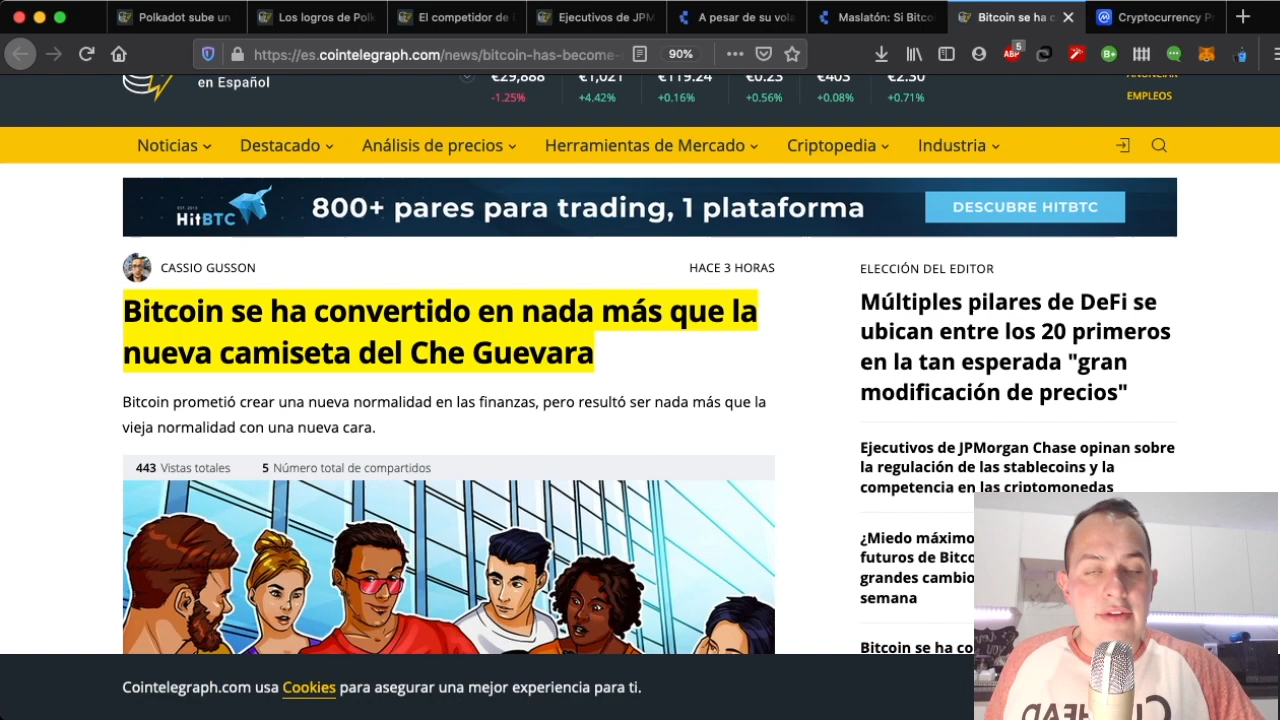 Polkadot sube un
Los logros de Polk
El competidor de
Ejecutivos de JPM
A pesar de su vola
Maslatón: Si Bitco
Bitcoin se ha c
Cryptocurrency Pr
https://es.cointelegraph.com/news/bitcoin-has-become-
90%
ABP
5
B+
en Español
€29,888
€1,021
€119.24
€0.23
€403
€2.30
-1.25%
+4.42%
+0.16%
+0.56%
+0.08%
+0.71%
ANUNCIAR
EMPLEOS
Noticias
Destacado
Análisis de precios
Herramientas de Mercado
Criptopedia
Industria
HitBTC
800+ pares para trading, 1 plataforma
DESCUBRE HITBTC
CASSIO GUSSON
HACE 3 HORAS
Bitcoin se ha convertido en nada más que la
nueva camiseta del Che Guevara
Bitcoin prometió crear una nueva normalidad en las finanzas, pero resultó ser nada más que la
vieja normalidad con una nueva cara.
443 Vistas totales
5 Número total de compartidos
ELECCIÓN DEL EDITOR
Múltiples pilares de DeFi se
ubican entre los 20 primeros
en la tan esperada "gran
modificación de precios"
Ejecutivos de JPMorgan Chase opinan sobre
la regulación de las stablecoins y la
competencia en las criptomonedas
¿Miedo máximo
futuros de Bitco
grandes cambio
semana
Bitcoin se ha co
Cointelegraph.com usa Cookies para asegurar una mejor experiencia para ti.